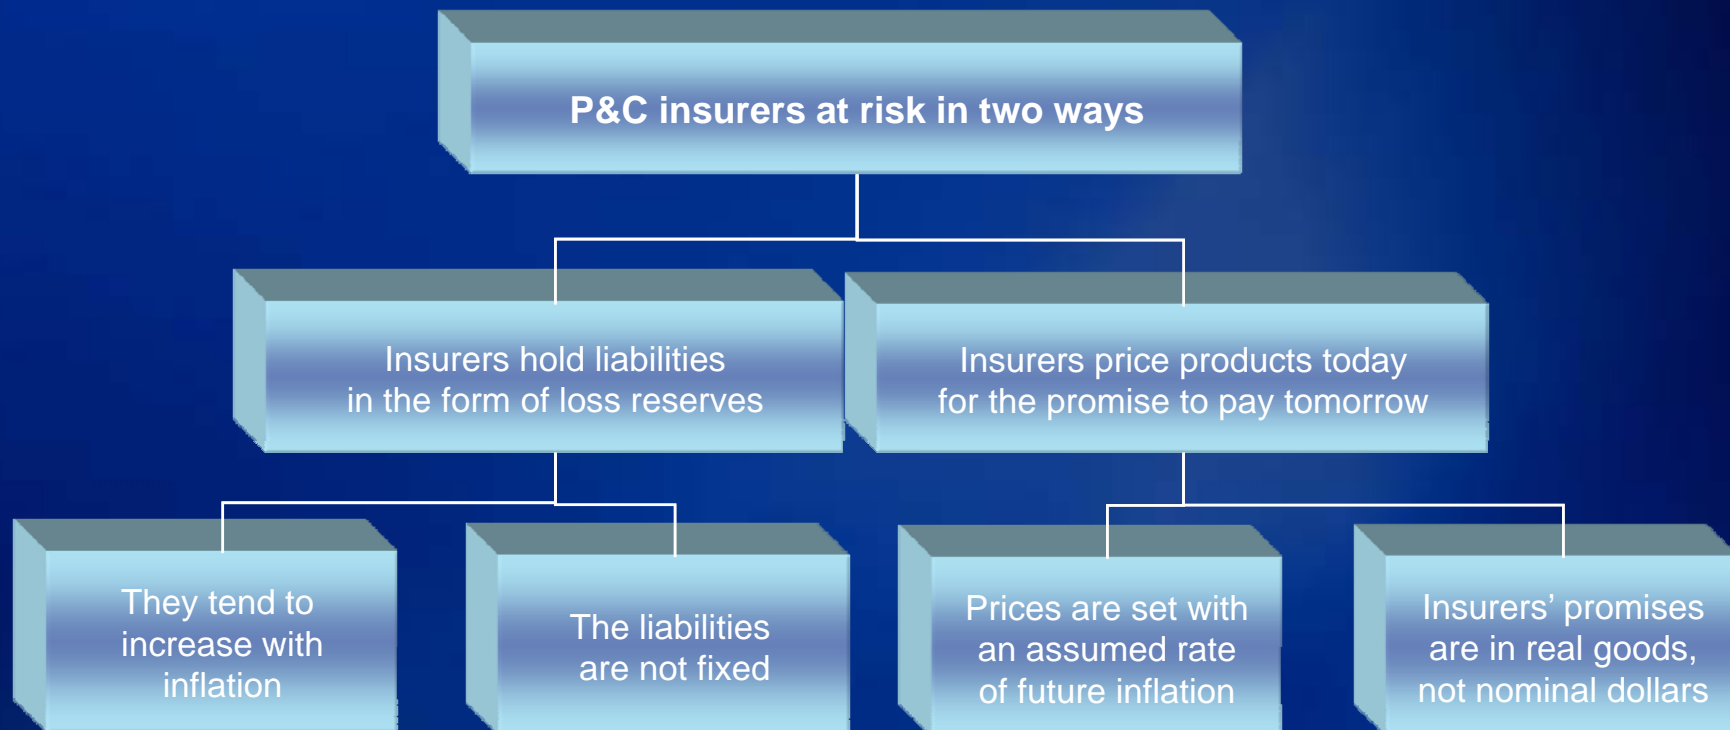 P&C insurers at risk in two ways
Insurers hold liabilities
in the form of loss reserves
Insurers price products today
for the promise to pay tomorrow
They tend to
increase with
inflation
The liabilities
are not fixed
Prices are set with
an assumed rate
of future inflation
Insurers’ promises
are in real goods,
not nominal dollars